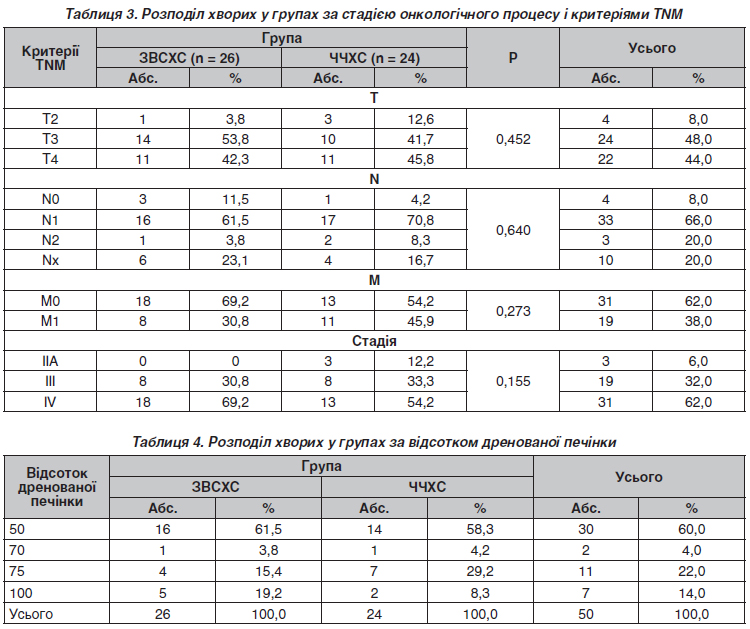 Таблиця 3. Розподіл хворих у групах за стадією онкологічного процесу і критеріями TNM
Критерії TNM Група Р Усього
ЗВСХС (n = 26) ЧЧХС (n = 24)
Абс. % Абс. % Абс. %
T
T2 1 3,8 3 12,6 0,452 4 8,0
T3 14 53,8 10 41,7 24 48,0
T4 11 42,3 11 45,8 22 44,0
N
N0 3 11,5 1 4,2 0,640 4 8,0
N1 16 61,5 17 70,8 33 66,0
N2 1 3,8 2 8,3 3 20,0
Nx 6 23,1 4 16,7 10 20,0
M
M0 18 69,2 13 54,2 0,273 31 62,0
M1 8 30,8 11 45,9 19 38,0
Стадія
IIA 0 0 3 12,2 0,155 3 6,0
III 8 30,8 8 33,3 19 32,0
IV 18 69,2 13 54,2 31 62,0
Таблиця 4. Розподіл хворих у групах за відсотком дренованої печінки
Відсоток дренованої печінки Група Усього
ЗВСХС ЧЧХС
Абс. % Абс. % Абс. %
50 16 61,5 14 58,3 30 60,0
70 1 3,8 1 4,2 2 4,0
75 4 15,4 7 29,2 11 22,0
100 5 19,2 2 8,3 7 14,0
Усього 26 100,0 24 100,0 50 100,0